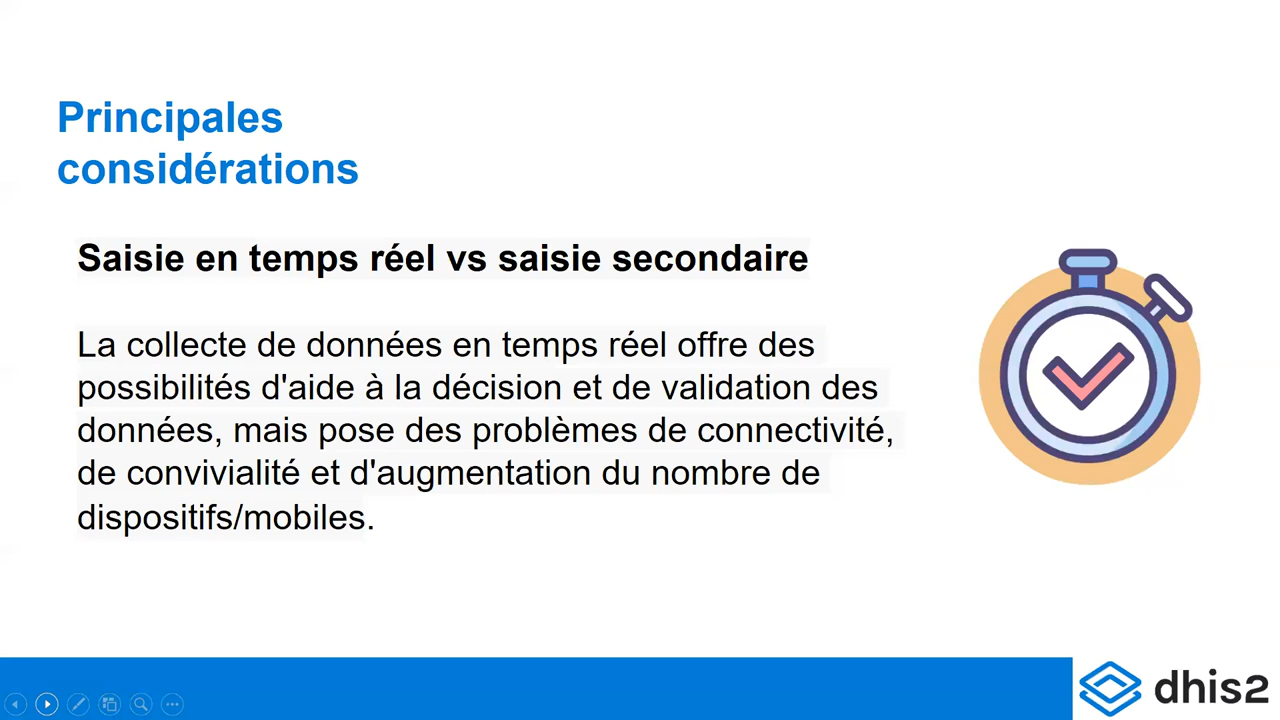 Principales
considérations
Saisie en temps réel vs saisie secondaire
La collecte de données en temps réel offre des
possibilités d'aide à la décision et de validation des
données, mais pose des problèmes de connectivité,
de convivialité et d'augmentation du nombre de
dispositifs/mobiles.
dhis2